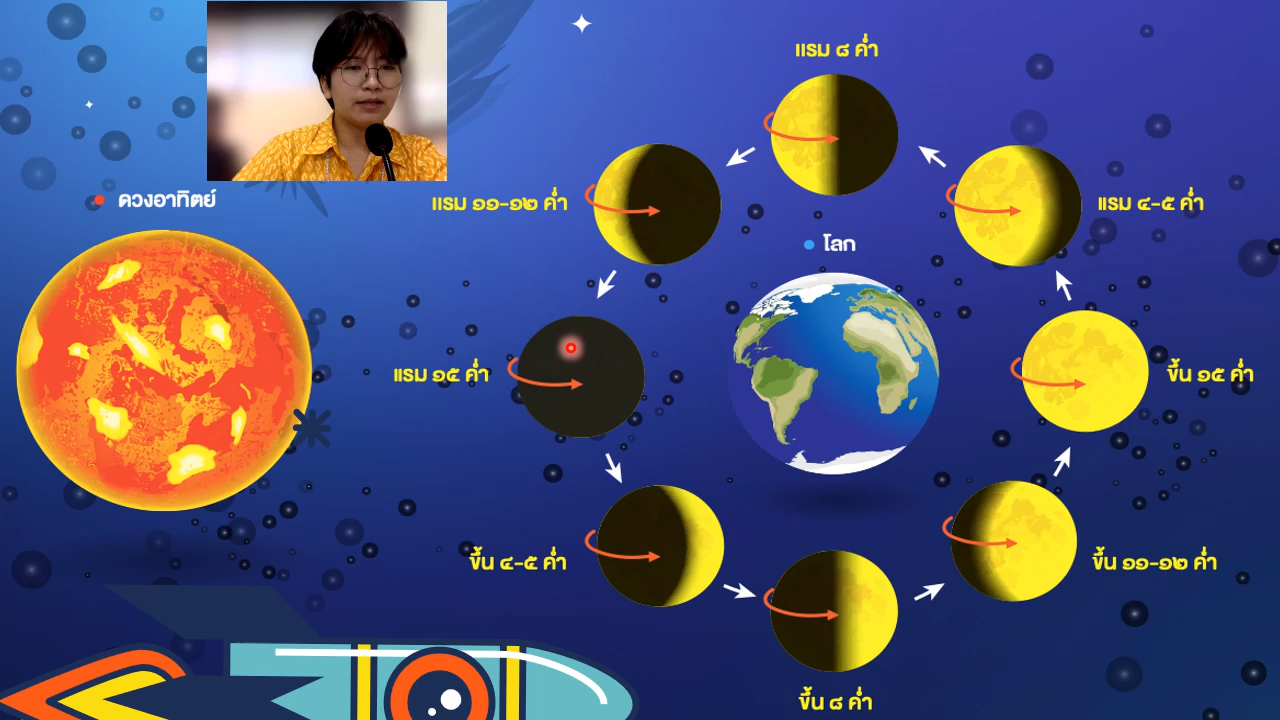 แรม ๘ ค่ำ
ดวงอาทิตย์
แรม ๑๑-๑๒ ค่ำ
แรม ๔-๕ ค่ำ
โลก
แรม ๑๕ ค่ำ
ขึ้น ๑๕ ค่ำ
ขึ้น ๔-๕ ค่ำ
ขึ้น ๑๑-๑๒ ค่ำ
ขึ้น ๘ ค่ำ